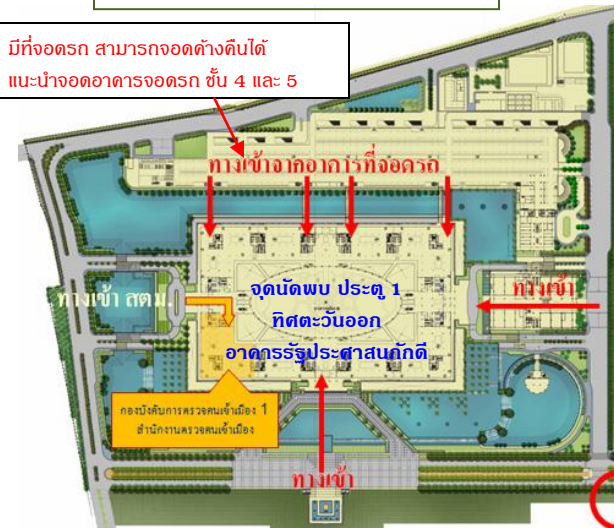 มีที่จอดรถ สามารถจอดค้างคืนได้
แนะนำจอดอาคารจอดรถ ชั้น 4 และ 5
ทางเข้าจากอาคารที่จอดรถ
จุดนัดพบ ประตู 1
ทิศตะวันออก
อาคารรัฐประศาสนภักดี
ทางเข้า สตม.
ทางเข้า
กองบังคับการตรวจคนเข้าเมือง 1
สำนักงานตรวจคนเข้าเมือง
ทางเข้า